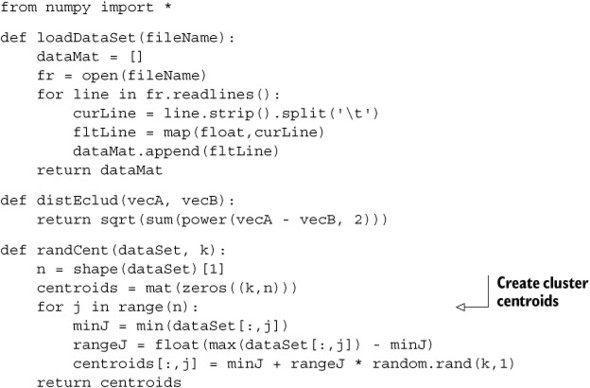 from numpy import *
def loadDataSet(fileName):
    dataMat = []
    fr = open(fileName)
    for line in fr.readlines():
        curLine = line.strip().split('\t')
        fltLine = map(float,curLine)
        dataMat.append(fltLine)
    return dataMat
def distEclud(vecA, vecB):
    return sqrt(sum(power(vecA - vecB, 2)))
def randCent(dataSet, k):
    n = shape(dataSet)[1]
    centroids = mat(zeros((k,n)))
    for j in range(n):
        minJ = min(dataSet[:,j])
        rangeJ = float(max(dataSet[:,j]) - minJ)
        centroids[:,j] = minJ + rangeJ * random.rand(k,1)
    return centroids
Create cluster
centroids